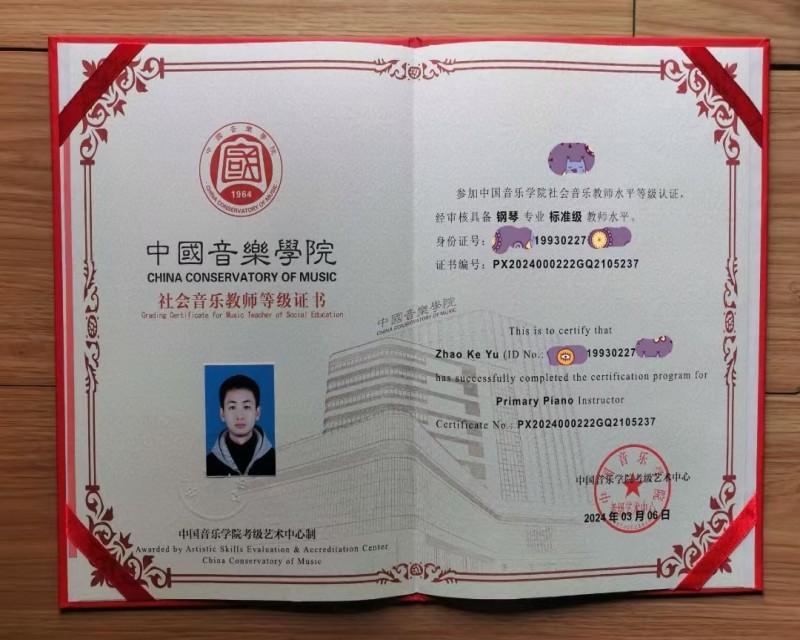 中國音樂學院
1964
CHINA CONSERVATORY OF MUSIC
中國音樂學院
CHINA CONSERVATORY OF MUSIC
社会音乐教师等级证书
Grading Certificate for Music Teacher of Social Education
中国音乐学院考级艺术中心制
Awarded by Artistic Skills Evaluation & Accreditation Center
China Conservatory of Music
参加中国音乐学院社会音乐教师水平等级认证，
经审核具备 钢琴 专业 标准级 教师水平。
身份证号： 19930227
证书编号：PX2024000222GQ2105237
中國音樂學院
CHINA CONSERVATORY OF MUSIC
This is to certify that
Zhao Ke Yu (ID No.: 19930227
has successfully completed the certification program for
Primary Piano Instructor
Certificate No.: PX2024000222GQ2105237
中国音乐学院
中国音乐学院考级艺术中心
2024 年 03 月 06 日